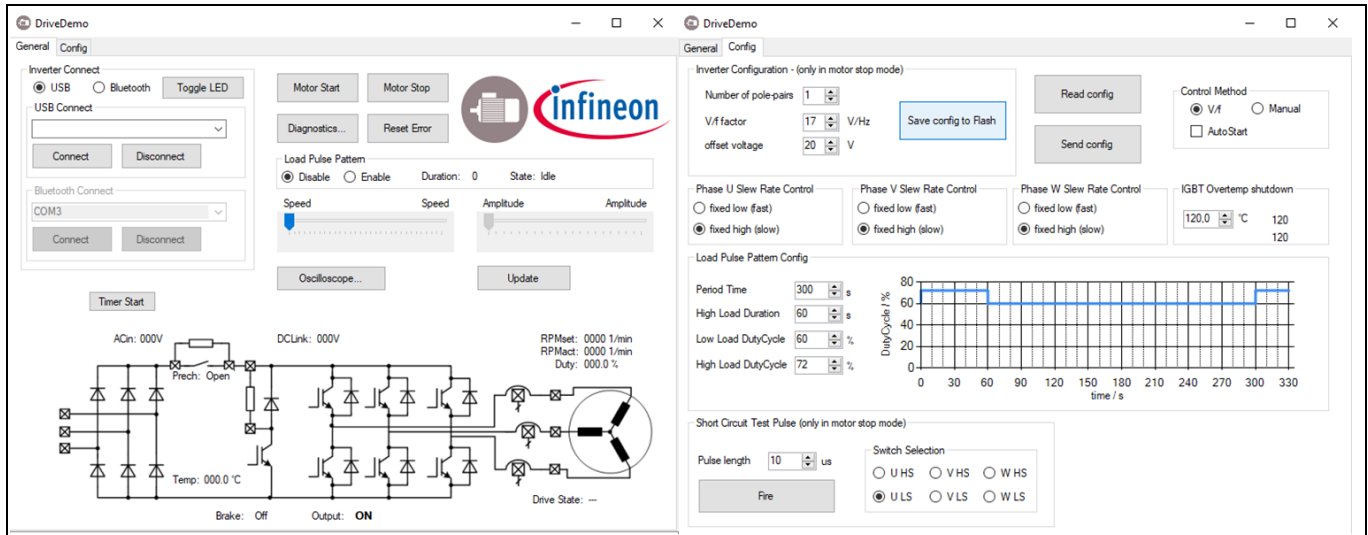 DriveDemo
General Config
Inverter Connect
USB Bluetooth Toggle LED
USB Connect
Connect Disconnect
Bluetooth Connect
COM3
Connect Disconnect
Timer Start
Motor Start Motor Stop
Diagnostics... Reset Error
infineon
Load Pulse Pattern
Disable Enable Duration: 0 State: Idle
Speed Speed Amplitude Amplitude
Oscilloscope... Update
ACin: 000V DCLink: 000V RPMset: 0000 1/min
RPMact: 0000 1/min
Prech: Open Duty: 000.0 %
Temp: 000.0 °C
Drive State: ---
Brake: Off Output: ON
DriveDemo
General Config
Inverter Configuration - (only in motor stop mode)
Number of pole-pairs 1
V/f factor 17 V/Hz Save config to Flash
offset voltage 20 V
Read config
Send config
Control Method
V/f Manual
AutoStart
Phase U Slew Rate Control
fixed low (fast)
fixed high (slow)
Phase V Slew Rate Control
fixed low (fast)
fixed high (slow)
Phase W Slew Rate Control
fixed low (fast)
fixed high (slow)
IGBT Overtemp shutdown
120.0 °C 120
120
Load Pulse Pattern Config
Period Time 300 s
High Load Duration 60 s
Low Load DutyCycle 60 %
High Load DutyCycle 72 %
DutyCycle / %
80
60
40
20
0
0 30 60 90 120 150 180 210 240 270 300 330
time / s
Short Circuit Test Pulse (only in motor stop mode)
Pulse length 10 us
Fire
Switch Selection
U HS V HS W HS
U LS V LS W LS